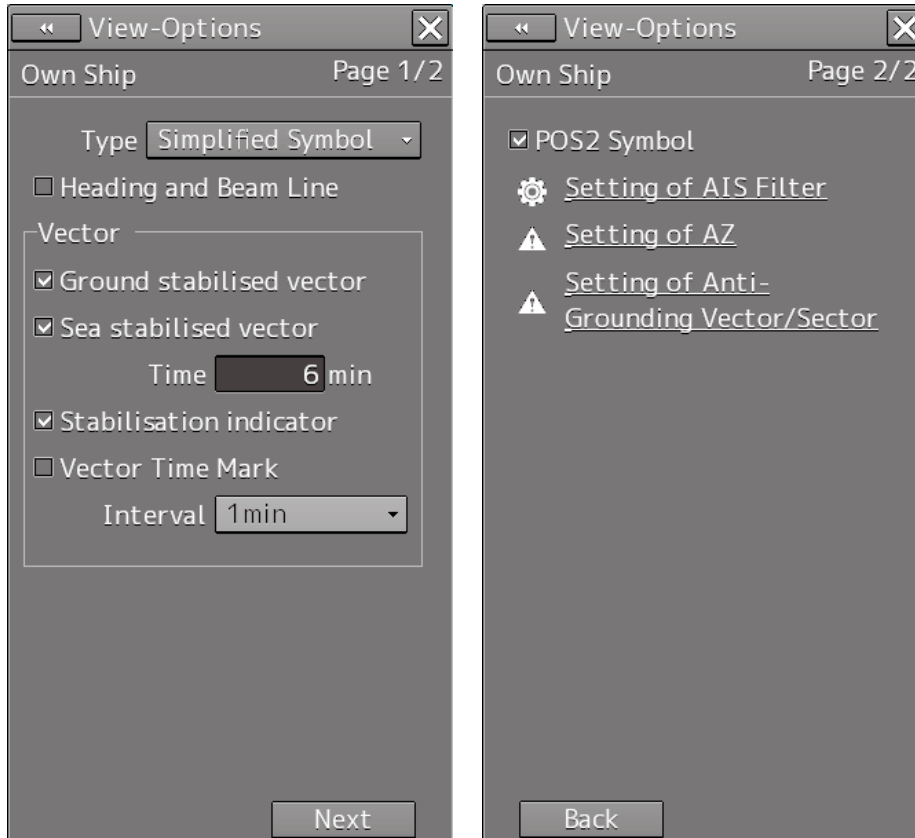 View-Options
Own Ship Page 1/2
Type Simplified Symbol
Heading and Beam Line
Vector
Ground stabilised vector
Sea stabilised vector
Time 6 min
Stabilisation indicator
Vector Time Mark
Interval 1min
Next
View-Options
Own Ship Page 2/2
POS2 Symbol
Setting of AIS Filter
Setting of AZ
Setting of Anti-
Grounding Vector/Sector
Back